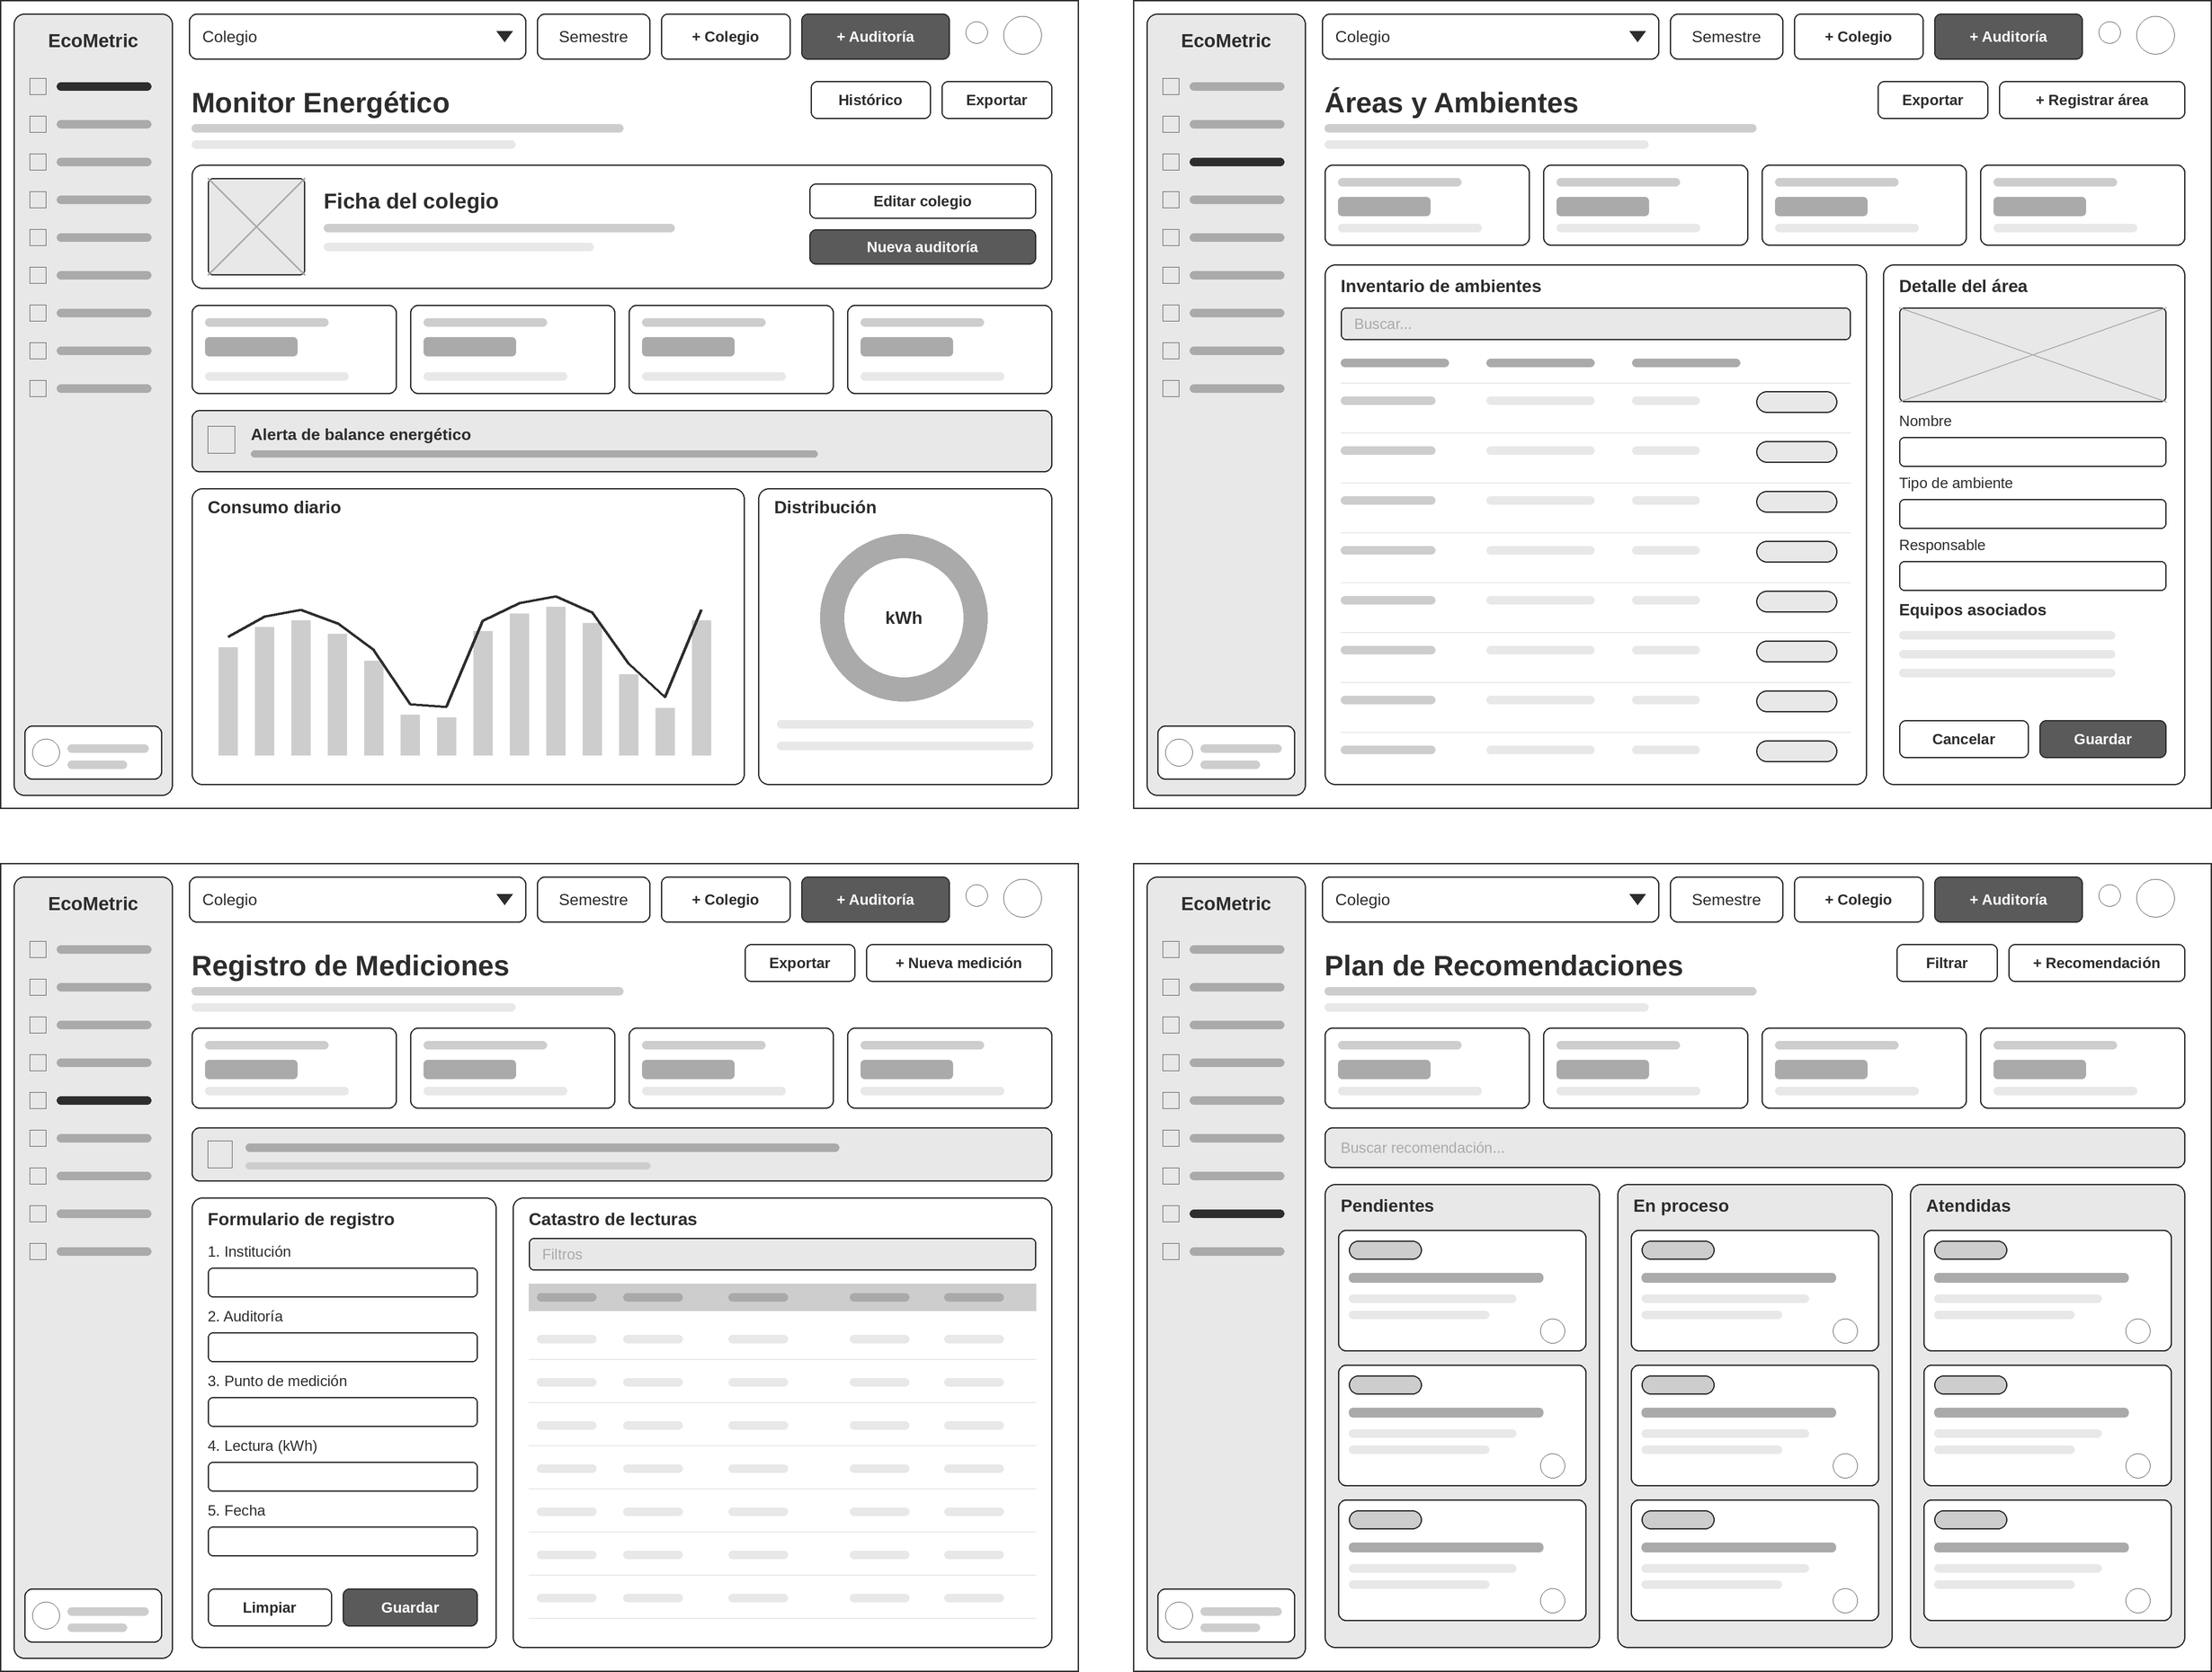 EcoMetric
Colegio
Semestre
+ Colegio
+ Auditoría
Monitor Energético
Histórico
Exportar
Ficha del colegio
Editar colegio
Nueva auditoría
Alerta de balance energético
Consumo diario
Distribución
kWh
EcoMetric
Colegio
Semestre
+ Colegio
+ Auditoría
Áreas y Ambientes
Exportar
+ Registrar área
Inventario de ambientes
Buscar...
Detalle del área
Nombre
Tipo de ambiente
Responsable
Equipos asociados
Cancelar
Guardar
EcoMetric
Colegio
Semestre
+ Colegio
+ Auditoría
Registro de Mediciones
Exportar
+ Nueva medición
Formulario de registro
1. Institución
2. Auditoría
3. Punto de medición
4. Lectura (kWh)
5. Fecha
Limpiar
Guardar
Catastro de lecturas
Filtros
EcoMetric
Colegio
Semestre
+ Colegio
+ Auditoría
Plan de Recomendaciones
Filtrar
+ Recomendación
Buscar recomendación...
Pendientes
En proceso
Atendidas